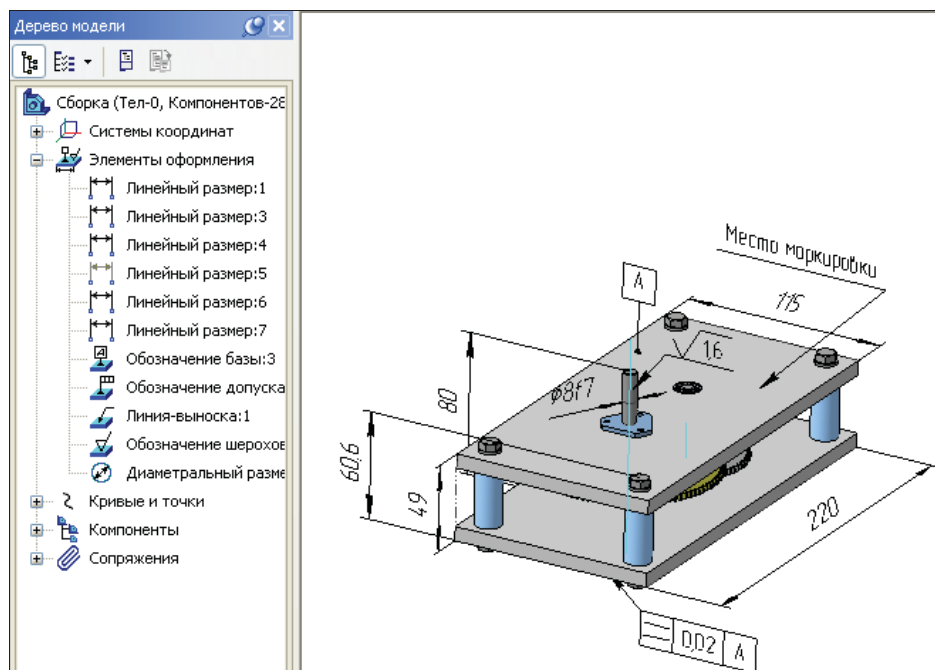 Дерево модели
Сборка (Тел-0, Компонентов-28
Системы координат
Элементы оформления
Линейный размер:1
Линейный размер:3
Линейный размер:4
Линейный размер:5
Линейный размер:6
Линейный размер:7
Обозначение базы:3
Обозначение допуска
Линия-выноска:1
Обозначение шерохов
Диаметральный разме
Кривые и точки
Компоненты
Сопряжения
Место маркировки
A
115
1,6
80
⌀8f7
60,6
49
220
0,02 A